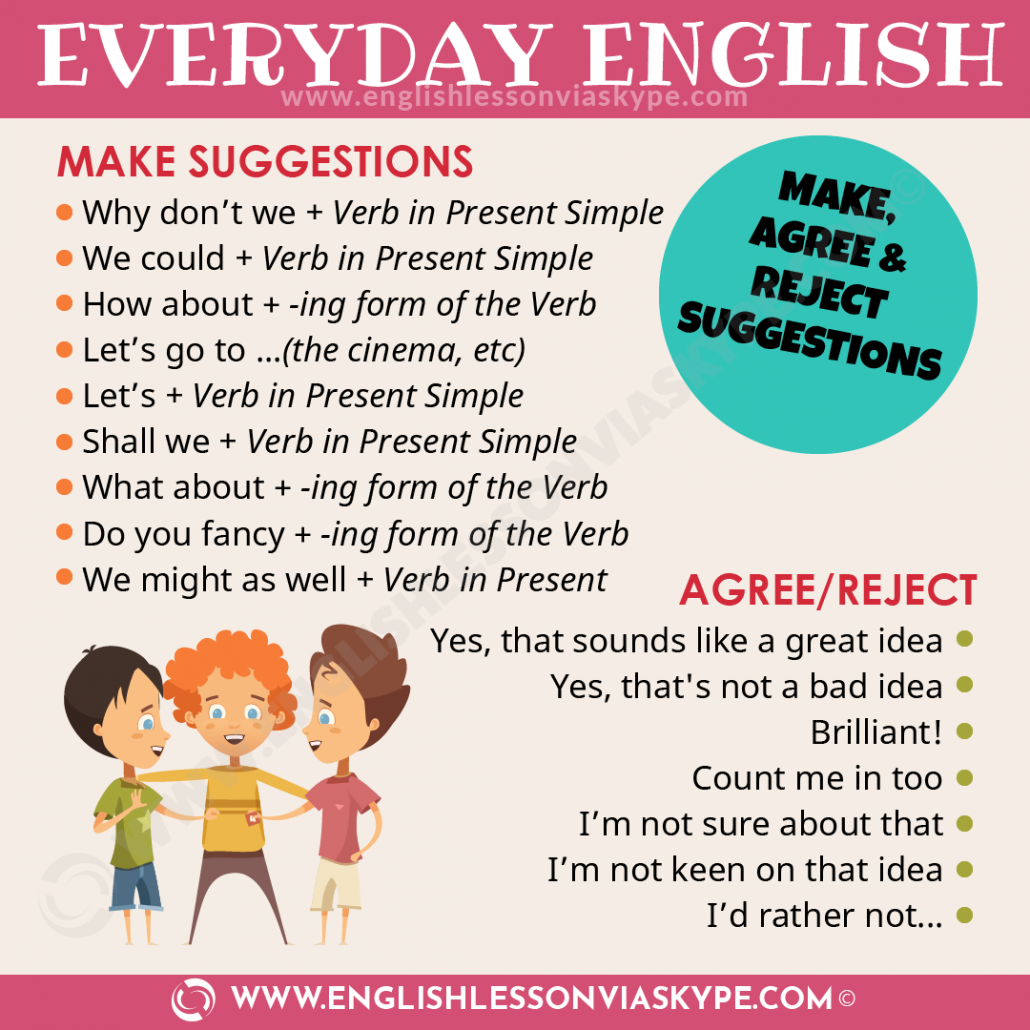 EVERYDAY ENGLISH
www.englishlessonviaskype.com
MAKE SUGGESTIONS
Why don’t we + Verb in Present Simple
We could + Verb in Present Simple
How about + -ing form of the Verb
Let’s go to ...(the cinema, etc)
Let’s + Verb in Present Simple
Shall we + Verb in Present Simple
What about + -ing form of the Verb
Do you fancy + -ing form of the Verb
We might as well + Verb in Present
MAKE,
AGREE &
REJECT
SUGGESTIONS
AGREE/REJECT
Yes, that sounds like a great idea
Yes, that's not a bad idea
Brilliant!
Count me in too
I’m not sure about that
I’m not keen on that idea
I’d rather not...
WWW.ENGLISHLESSONVIASKYPE.COM ©
WWW.ENGLISHLESSONVIASKYPE.COM ©